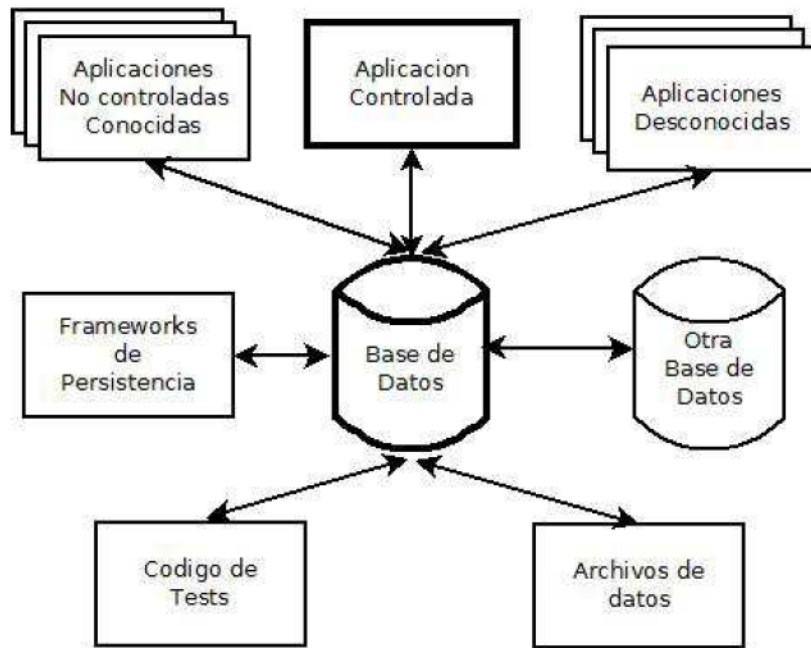 Aplicaciones
No controladas
Conocidas
Aplicacion
Controlada
Aplicaciones
Desconocidas
Frameworks
de
Persistencia
Base de
Datos
Otra
Base de
Datos
Codigo de
Tests
Archivos de
datos